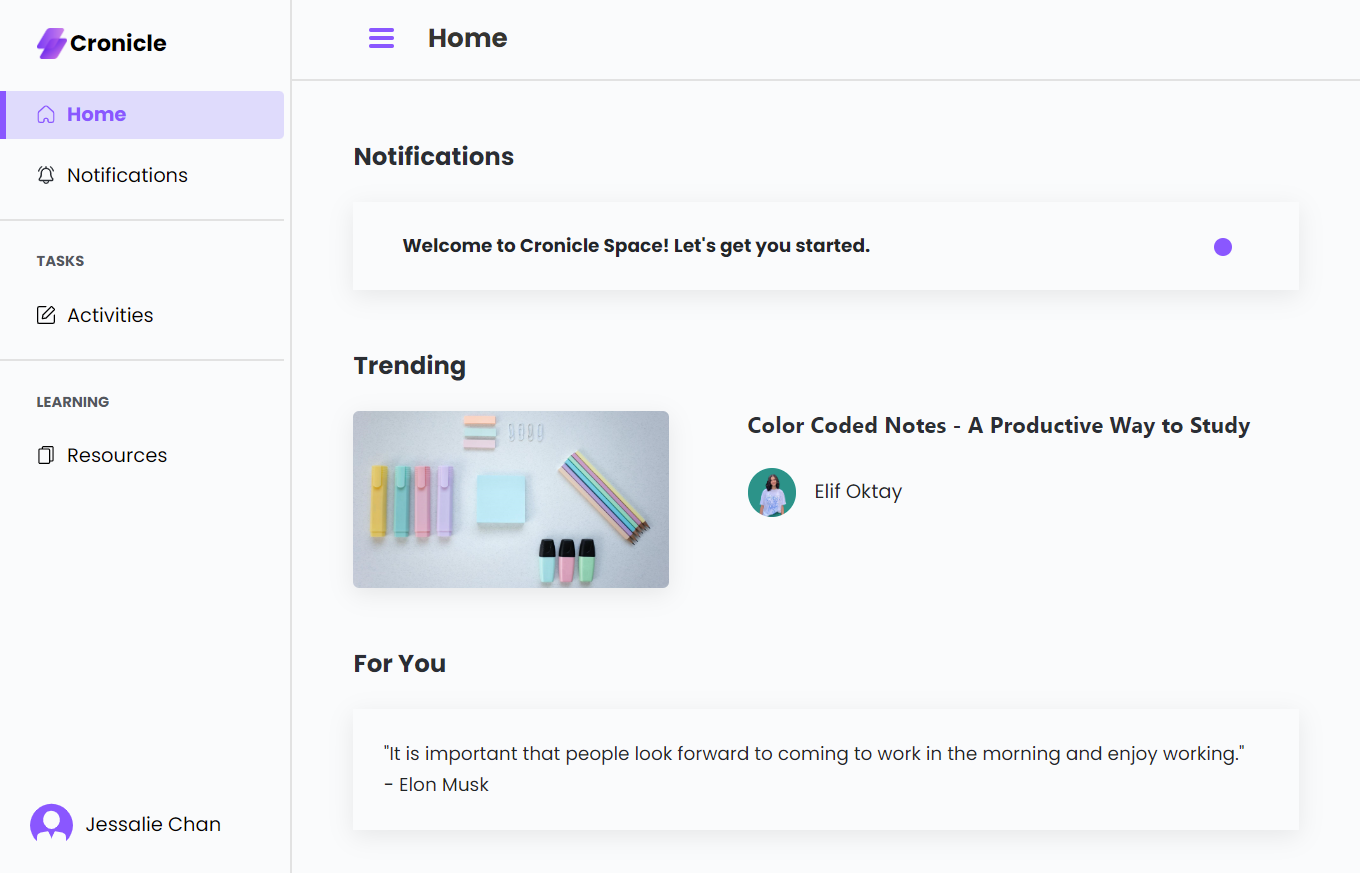 Cronicle
Home
Notifications
TASKS
Activities
LEARNING
Resources
Jessalie Chan
Home
Notifications
Welcome to Cronicle Space! Let's get you started.
Trending
Color Coded Notes - A Productive Way to Study
Elif Oktay
For You
"It is important that people look forward to coming to work in the morning and enjoy working."
- Elon Musk